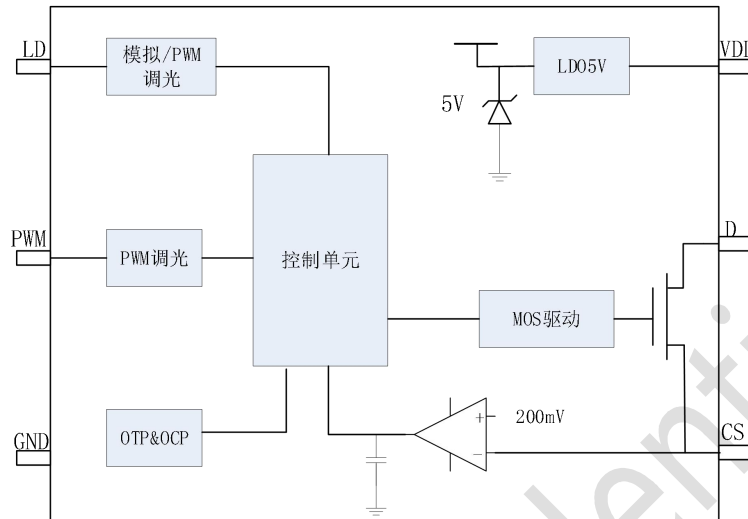 LD
模拟/PWM
调光
5V
LDO5V
VDD
PWM
PWM调光
控制单元
D
MOS驱动
GND
OTP&OCP
+
-
200mV
CS
denti